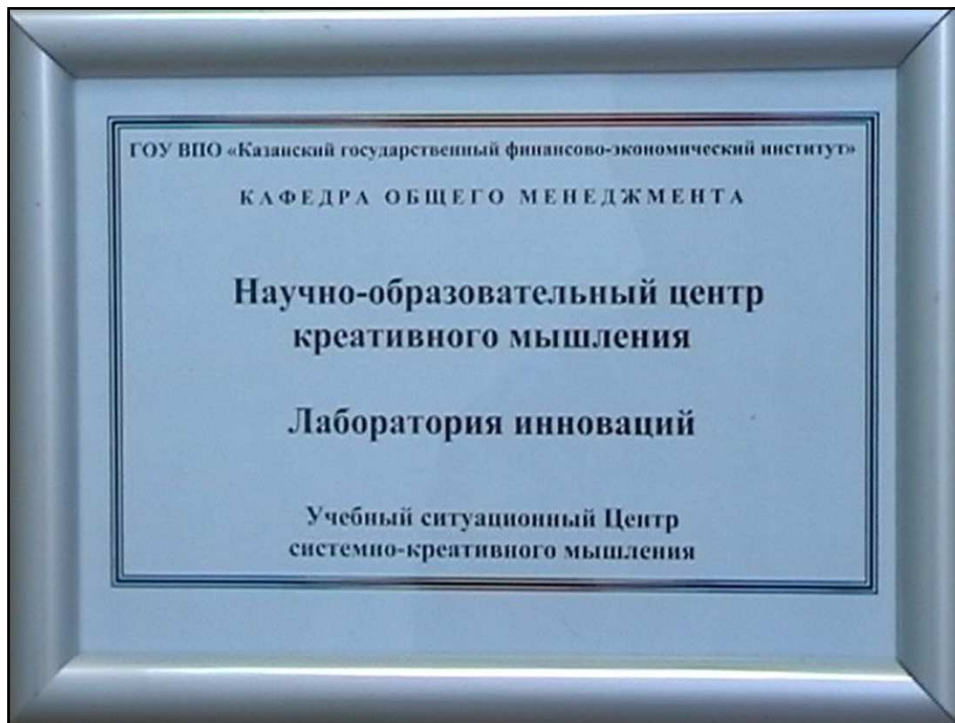 ГОУ ВПО «Казанский государственный финансово-экономический институт»
КАФЕДРА ОБЩЕГО МЕНЕДЖМЕНТА
Научно-образовательный центр
креативного мышления
Лаборатория инноваций
Учебный ситуационный Центр
системно-креативного мышления